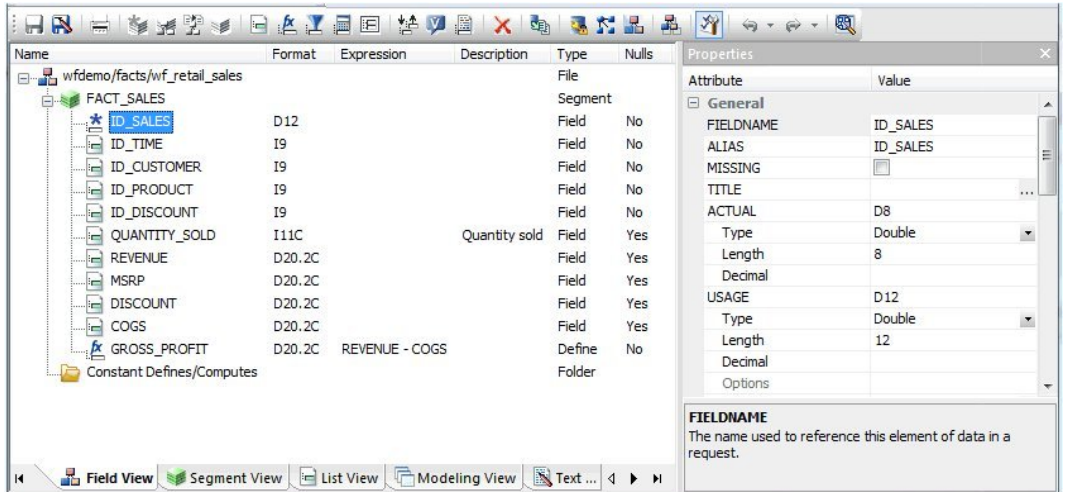 Name Format Expression Description Type Nulls
wfdemo/facts/wf_retail_sales File
FACT_SALES Segment
ID_SALES D12 Field No
ID_TIME I9 Field No
ID_CUSTOMER I9 Field No
ID_PRODUCT I9 Field No
ID_DISCOUNT I9 Field No
QUANTITY_SOLD I11C Quantity sold Field Yes
REVENUE D20.2C Field Yes
MSRP D20.2C Field Yes
DISCOUNT D20.2C Field Yes
COGS D20.2C Field Yes
GROSS_PROFIT D20.2C REVENUE - COGS Define No
Constant Defines/Computes Folder
Field View Segment View List View Modeling View Text ...
Properties
Attribute Value
General
FIELDNAME ID_SALES
ALIAS ID_SALES
MISSING
TITLE ...
ACTUAL D8
Type Double
Length 8
Decimal
USAGE D12
Type Double
Length 12
Decimal
Options
FIELDNAME
The name used to reference this element of data in a
request.